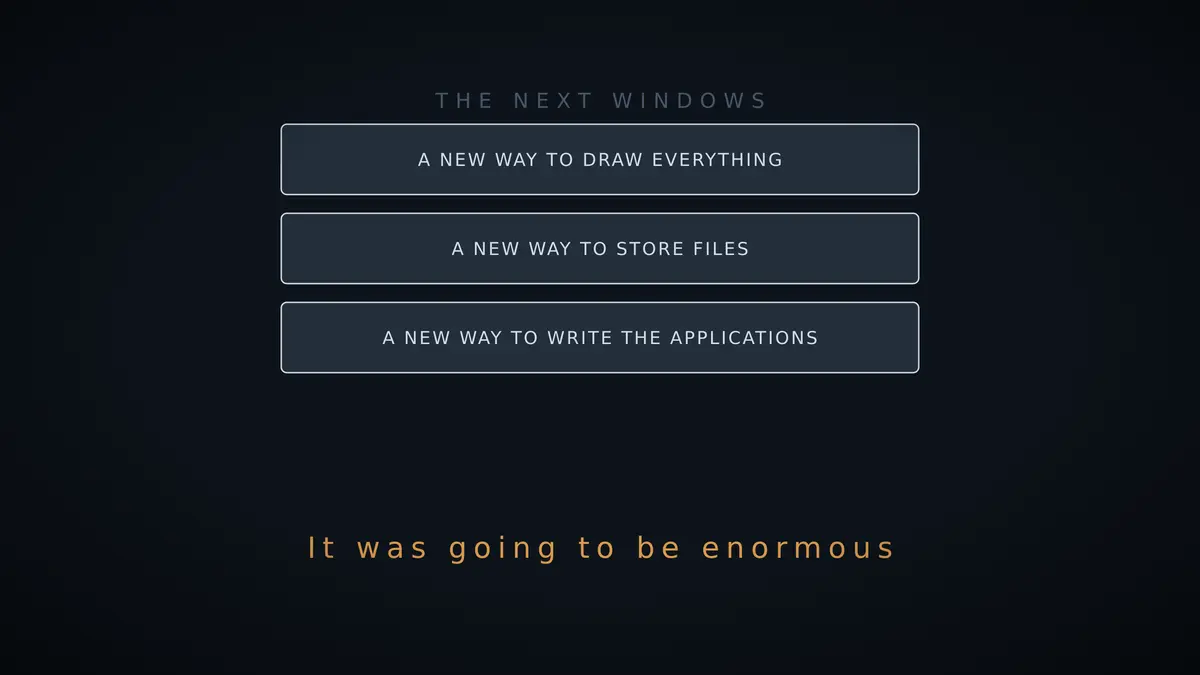 THE NEXT WINDOWS
A NEW WAY TO DRAW EVERYTHING
A NEW WAY TO STORE FILES
A NEW WAY TO WRITE THE APPLICATIONS
It was going to be enormous